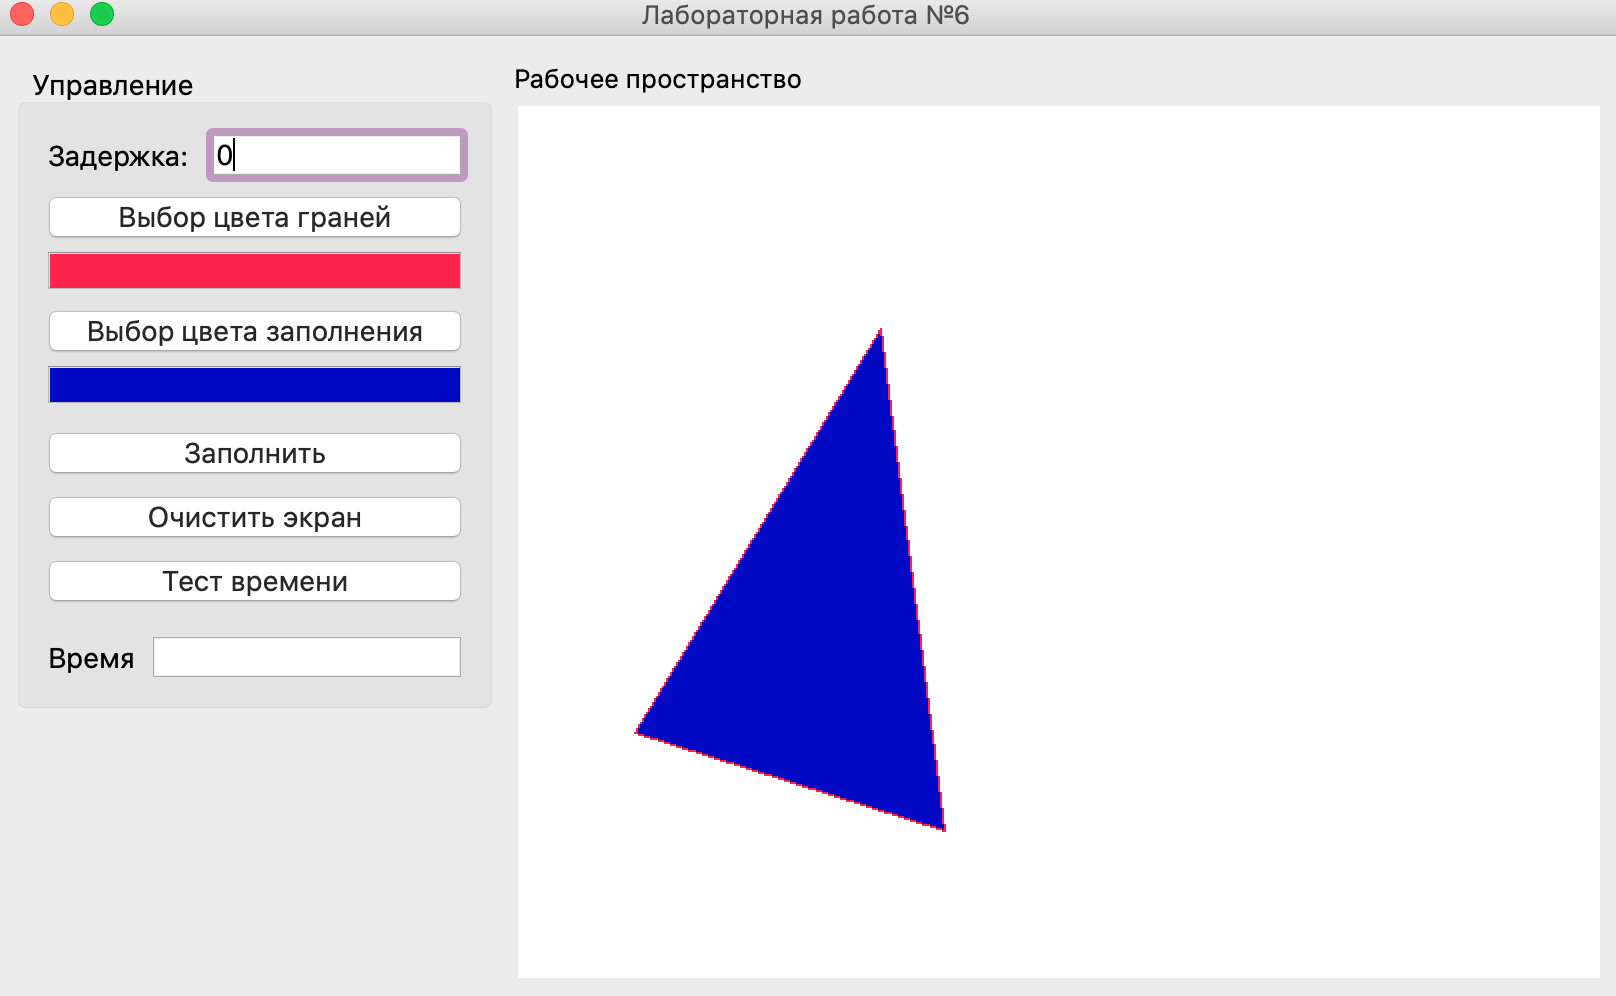 Лабораторная работа №6
Управление
Задержка: 0
Выбор цвета граней
Выбор цвета заполнения
Заполнить
Очистить экран
Тест времени
Время
Рабочее пространство